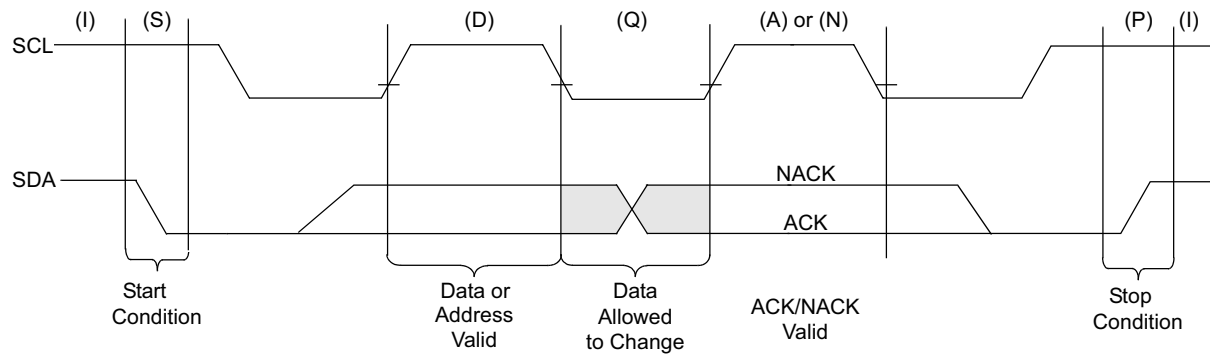 (I) (S) (D) (Q) (A) or (N) (P) (I)
SCL
SDA
NACK
ACK
Start
Condition
Data or
Address
Valid
Data
Allowed
to Change
ACK/NACK
Valid
Stop
Condition